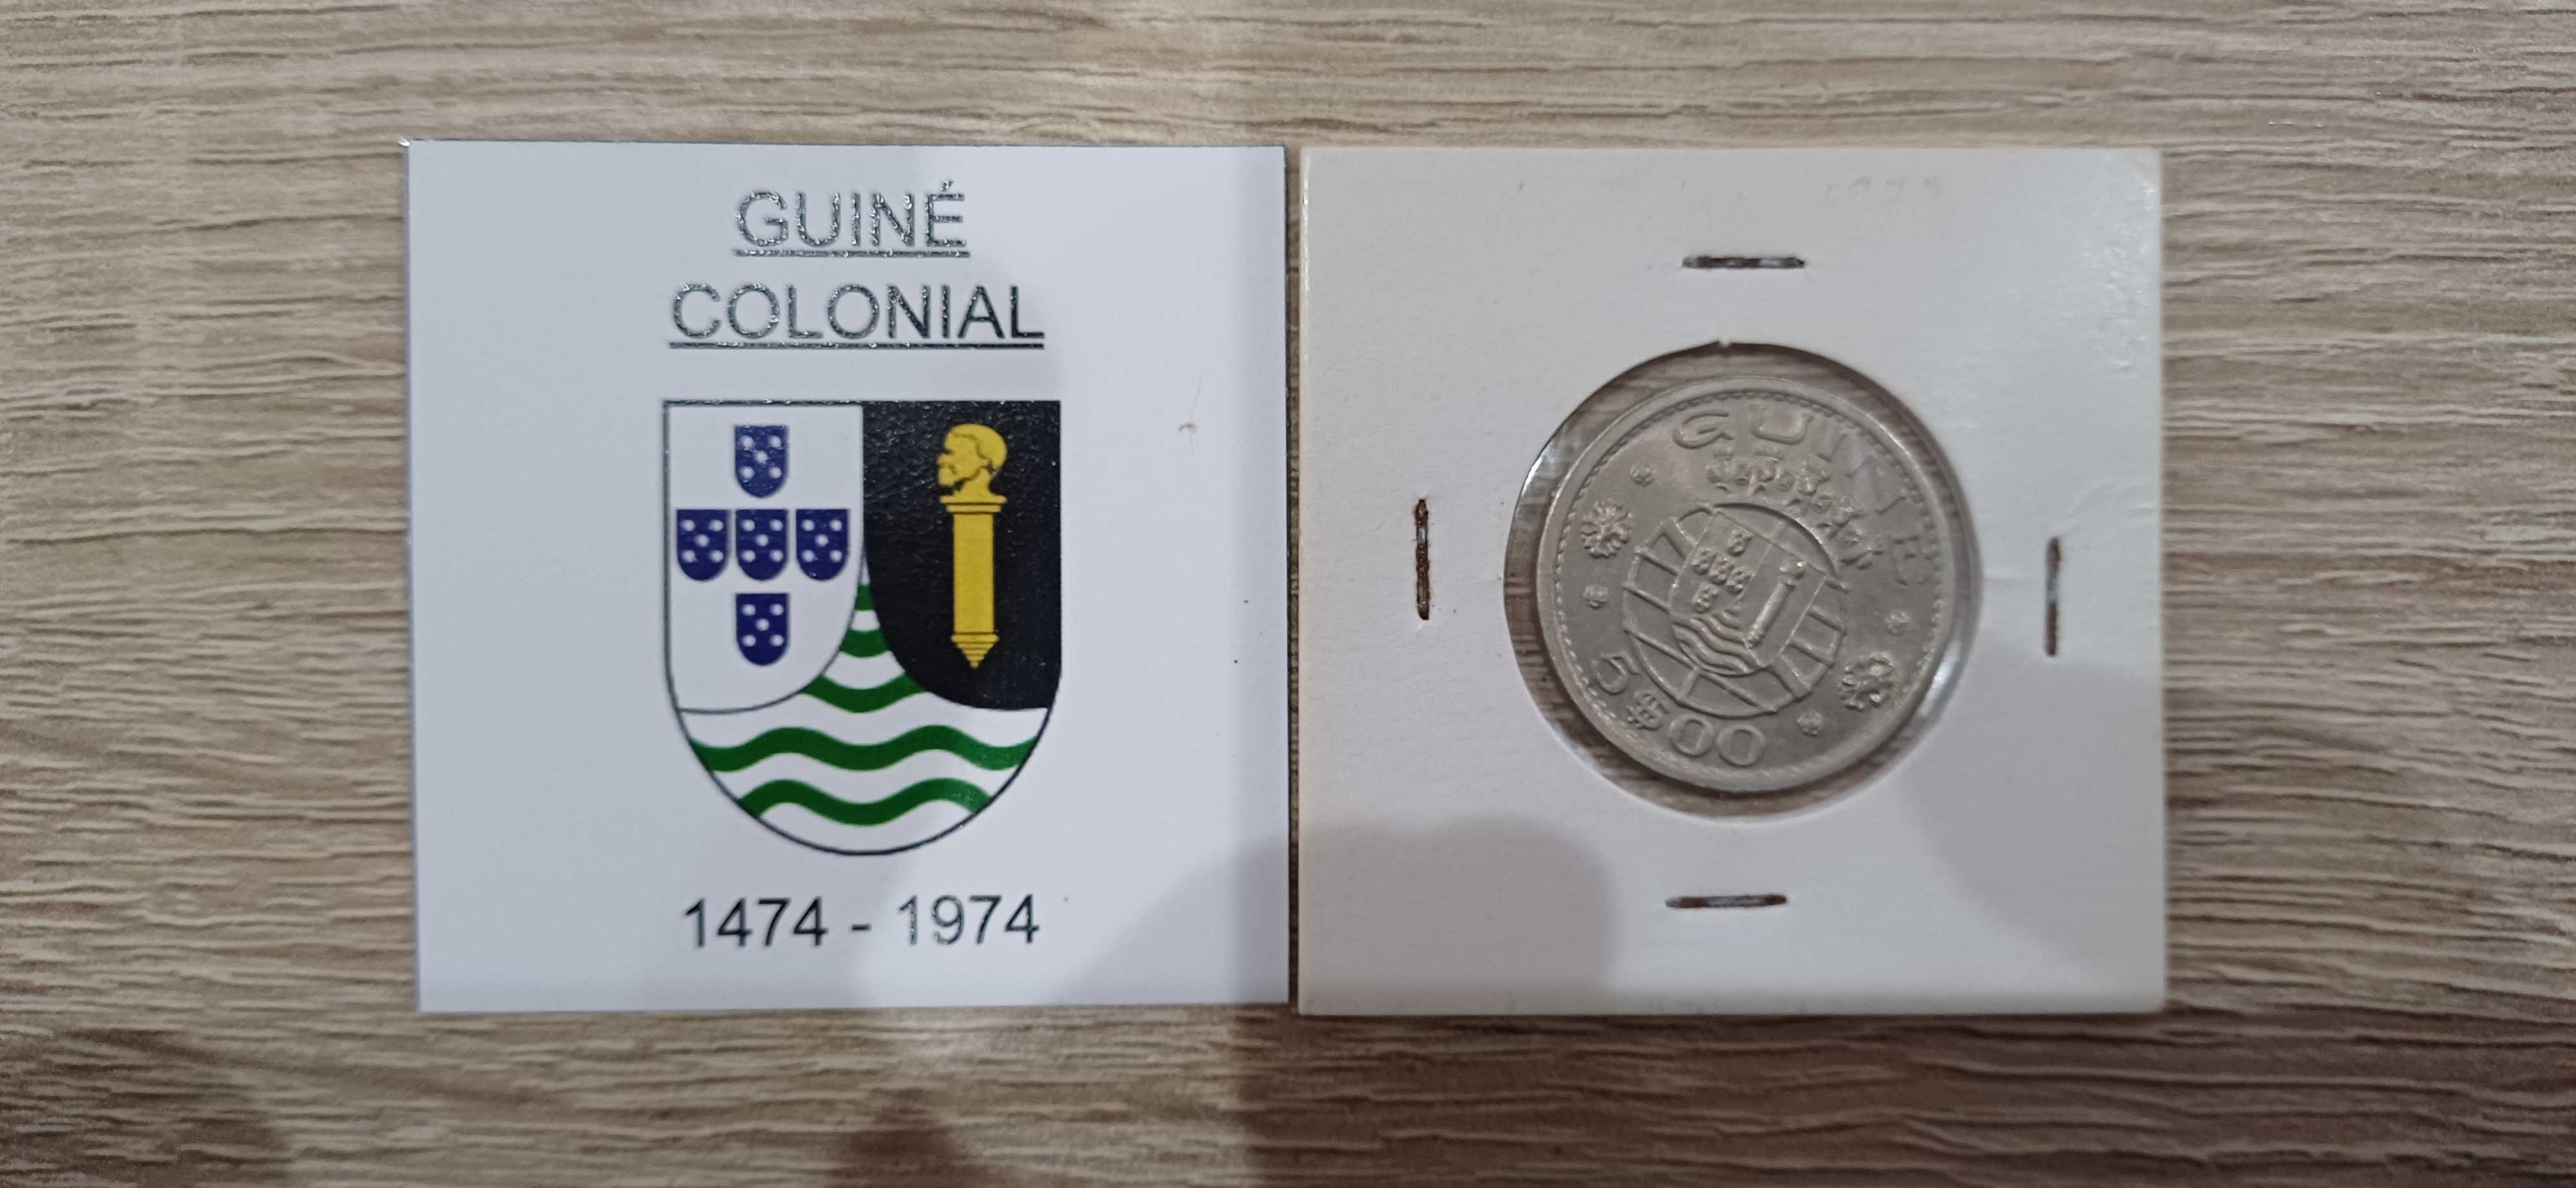 GUINÉ
COLONIAL
1474 - 1974
GUINÉ
5$00